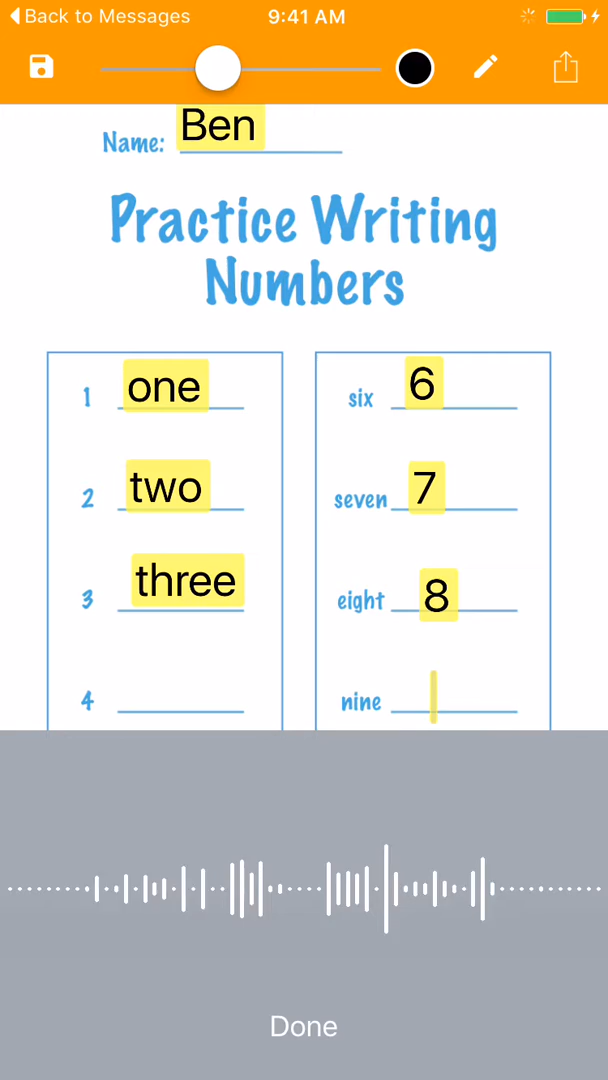 Back to Messages 9:41 AM
Name: Ben
Practice Writing
Numbers
1 one
2 two
3 three
4
six 6
seven 7
eight 8
nine
Done